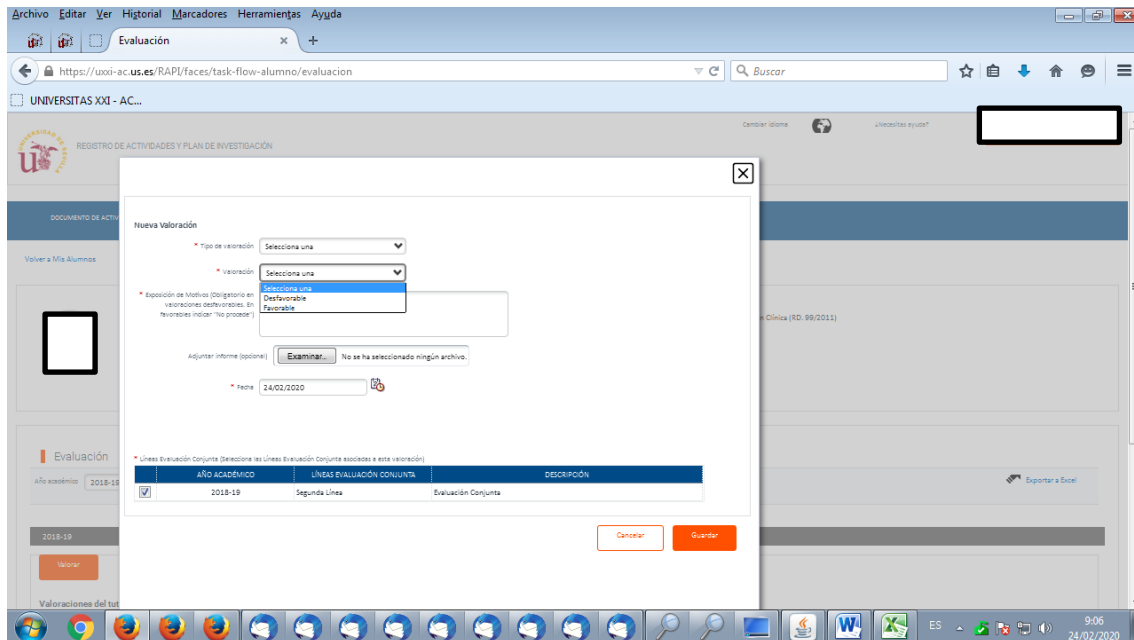 Archivo Editar Ver Historial Marcadores Herramientas Ayuda
Evaluación × +
https://uxxi-ac.us.es/RAPI/faces/task-flow-alumno/evaluacion
Buscar
UNIVERSITAS XXI - AC...
Cambiar idioma
¿Necesitas ayuda?
REGISTRO DE ACTIVIDADES Y PLAN DE INVESTIGACIÓN
DOCUMENTO DE ACTIV
Volver a Mis Alumnos
Nueva Valoración
* Tipo de valoración Selecciona una
* Valoración Selecciona una
Selecciona una
Desfavorable
Favorable
* Exposición de Motivos (Obligatorio en
valoraciones desfavorables. En
favorables indicar "No procede")
n Clínica (RD. 99/2011)
Adjuntar informe (opcional) Examinar... No se ha seleccionado ningún archivo.
* Fecha 24/02/2020
Evaluación
Año académico 2018-19
Exportar a Excel
* Líneas Evaluación Conjunta (Selecciona las Líneas Evaluación Conjunta asociadas a esta valoración)
AÑO ACADÉMICO LÍNEAS EVALUACIÓN CONJUNTA DESCRIPCIÓN
2018-19 Segunda Línea Evaluación Conjunta
Cancelar Guardar
2018-19
Valorar
Valoraciones del tut
ES 9:06
24/02/2020